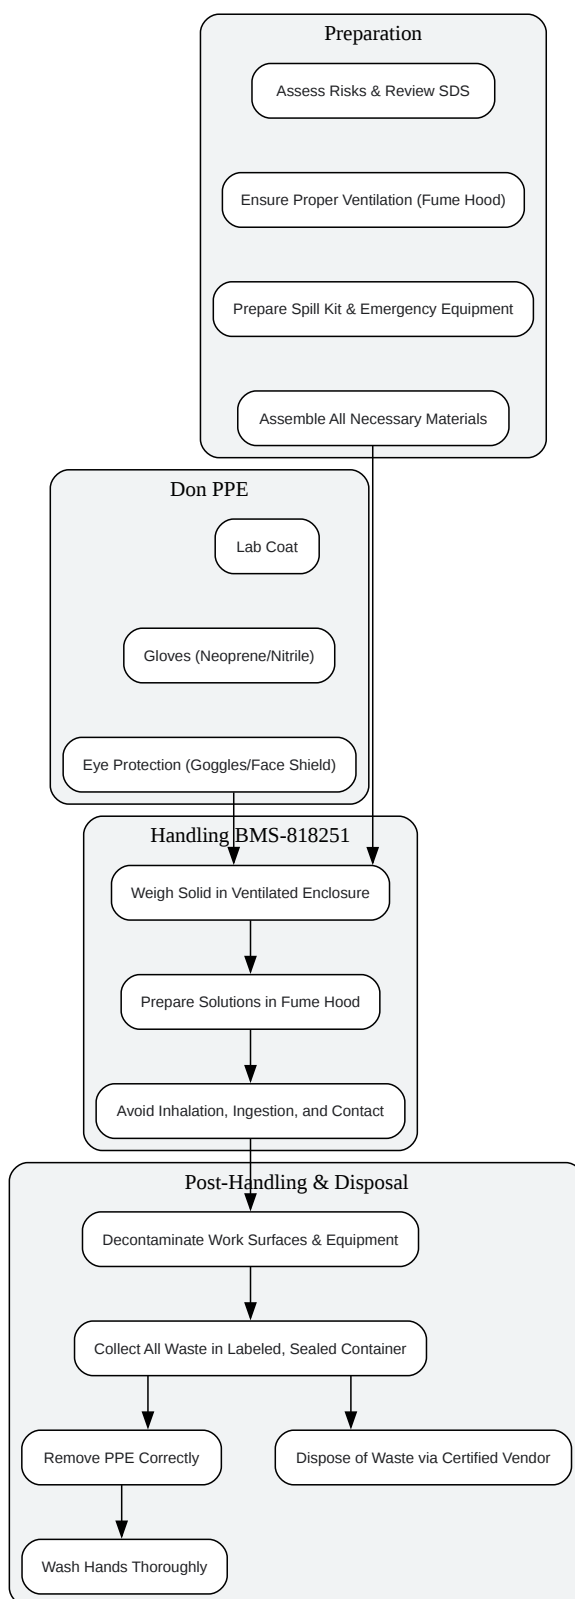 Preparation
Assess Risks & Review SDS
Ensure Proper Ventilation (Fume Hood)
Prepare Spill Kit & Emergency Equipment
Assemble All Necessary Materials
Don PPE
Lab Coat
Gloves (Neoprene/Nitrile)
Eye Protection (Goggles/Face Shield)
Handling BMS-818251
Weigh Solid in Ventilated Enclosure
Prepare Solutions in Fume Hood
Avoid Inhalation, Ingestion, and Contact
Post-Handling & Disposal
Decontaminate Work Surfaces & Equipment
Collect All Waste in Labeled, Sealed Container
Remove PPE Correctly
Dispose of Waste via Certified Vendor
Wash Hands Thoroughly